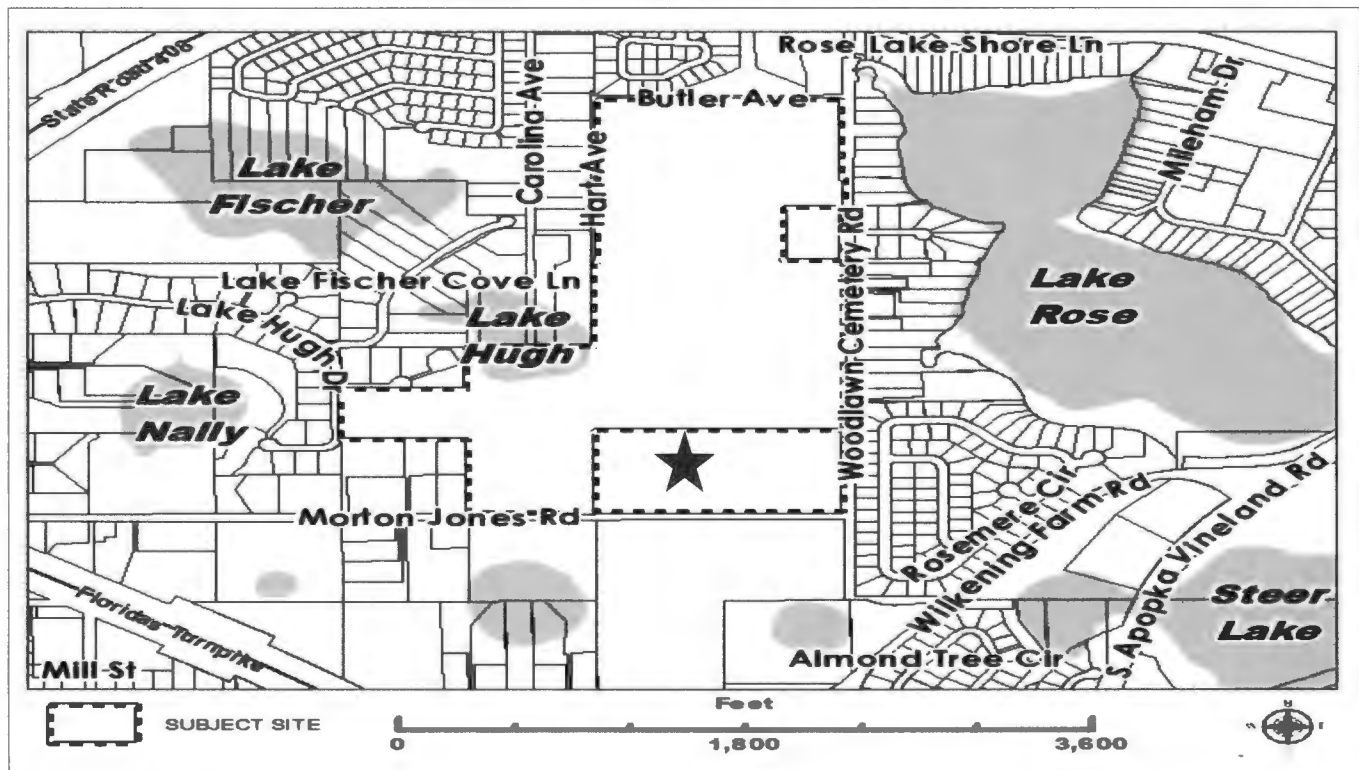 Rose Lake Shore Ln
State Road 408
Carolina Ave
Butler Ave
Mileham Dr
Hart Ave
Lake
Fischer
Woodlawn Cemetery Rd
Lake Fischer Cove Ln
Lake
Rose
Lake Hugh Dr
Lake
Hugh
Lake
Nally
Morton Jones Rd
Rosemere Cir
Wilkening Farm Rd
S Apopka Vineland Rd
Floridas Turnpike
Steer
Lake
Mill St
Almond Tree Cir
SUBJECT SITE
Feet
0 1,800 3,600